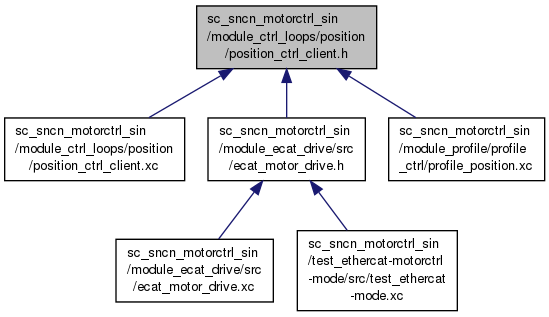 sc_sncn_motorctrl_sin
/module_ctrl_loops/position
/position_ctrl_client.h
sc_sncn_motorctrl_sin
/module_ctrl_loops/position
/position_ctrl_client.xc
sc_sncn_motorctrl_sin
/module_ecat_drive/src
/ecat_motor_drive.h
sc_sncn_motorctrl_sin
/module_profile/profile
_ctrl/profile_position.xc
sc_sncn_motorctrl_sin
/module_ecat_drive/src
/ecat_motor_drive.xc
sc_sncn_motorctrl_sin
/test_ethercat-motorctrl
-mode/src/test_ethercat
-mode.xc